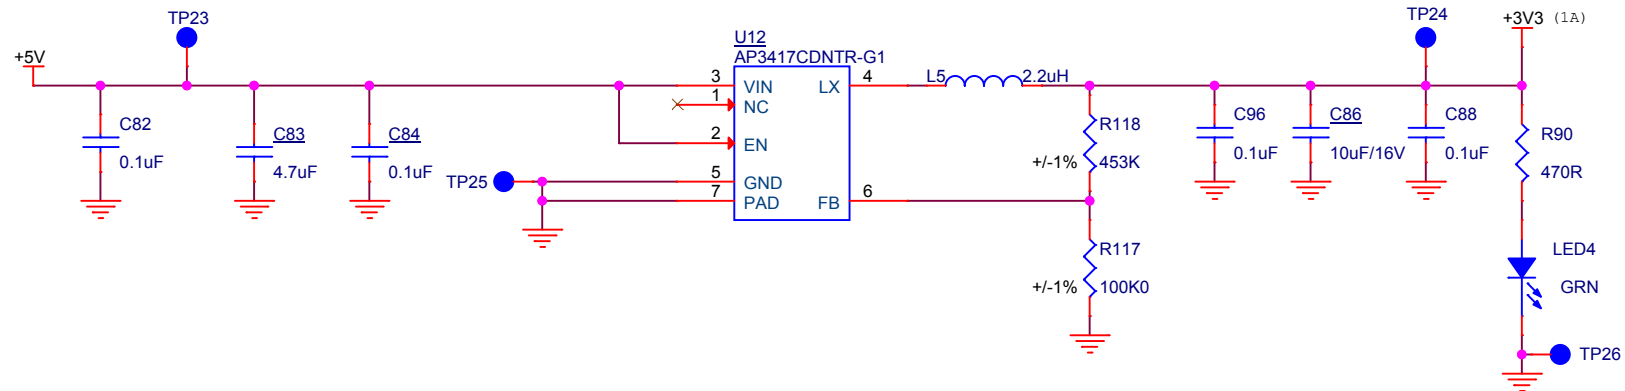 TP23
TP24
+3V3 (1A)
+5V
U12
AP3417CDNTR-G1
3
VIN
LX
4
L5
2.2uH
1
NC
C82
0.1uF
C83
4.7uF
C84
0.1uF
2
EN
R118
+/-1%
453K
C96
0.1uF
C86
10uF/16V
C88
0.1uF
R90
470R
TP25
5
GND
7
PAD
FB
6
R117
+/-1%
100K0
LED4
GRN
TP26